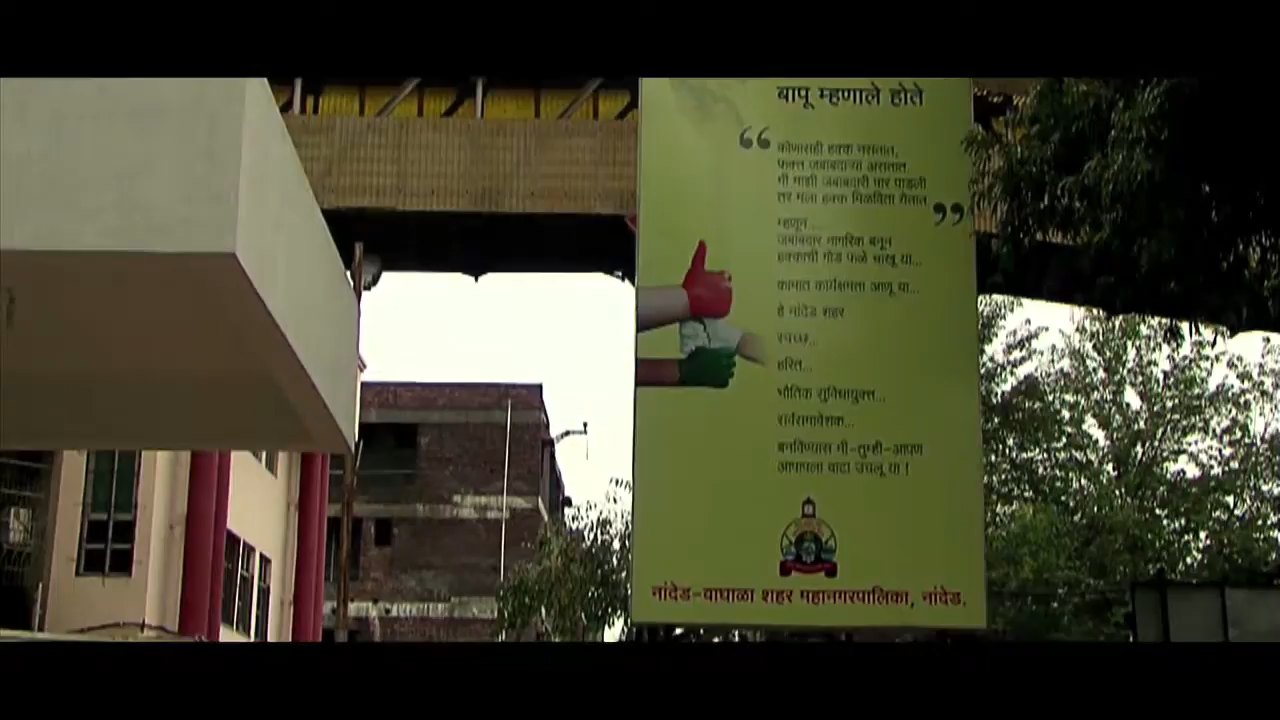 बापू म्हणाले होते
“ कोणासही हक्क नसतात,
फक्त जबाबदाऱ्या असतात
मी माझी जबाबदारी पार पाडली
तर मला हक्क मिळविता येतात ”
म्हणून...
जबाबदार नागरिक बनून
हक्काची गोड फळे चाखू या...
कामात कार्यक्षमता आणू या...
हे नांदेड शहर
स्वच्छ...
हरित...
भौतिक सुविधायुक्त...
सर्वसमावेशक...
बनविण्यास मी-तुम्ही-आपण
आपापला वाटा उचलू या !
नांदेड-वाघाळा शहर महानगरपालिका, नांदेड.